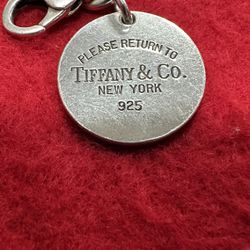 PLEASE RETURN TO
TIFFANY & CO.
NEW YORK
925